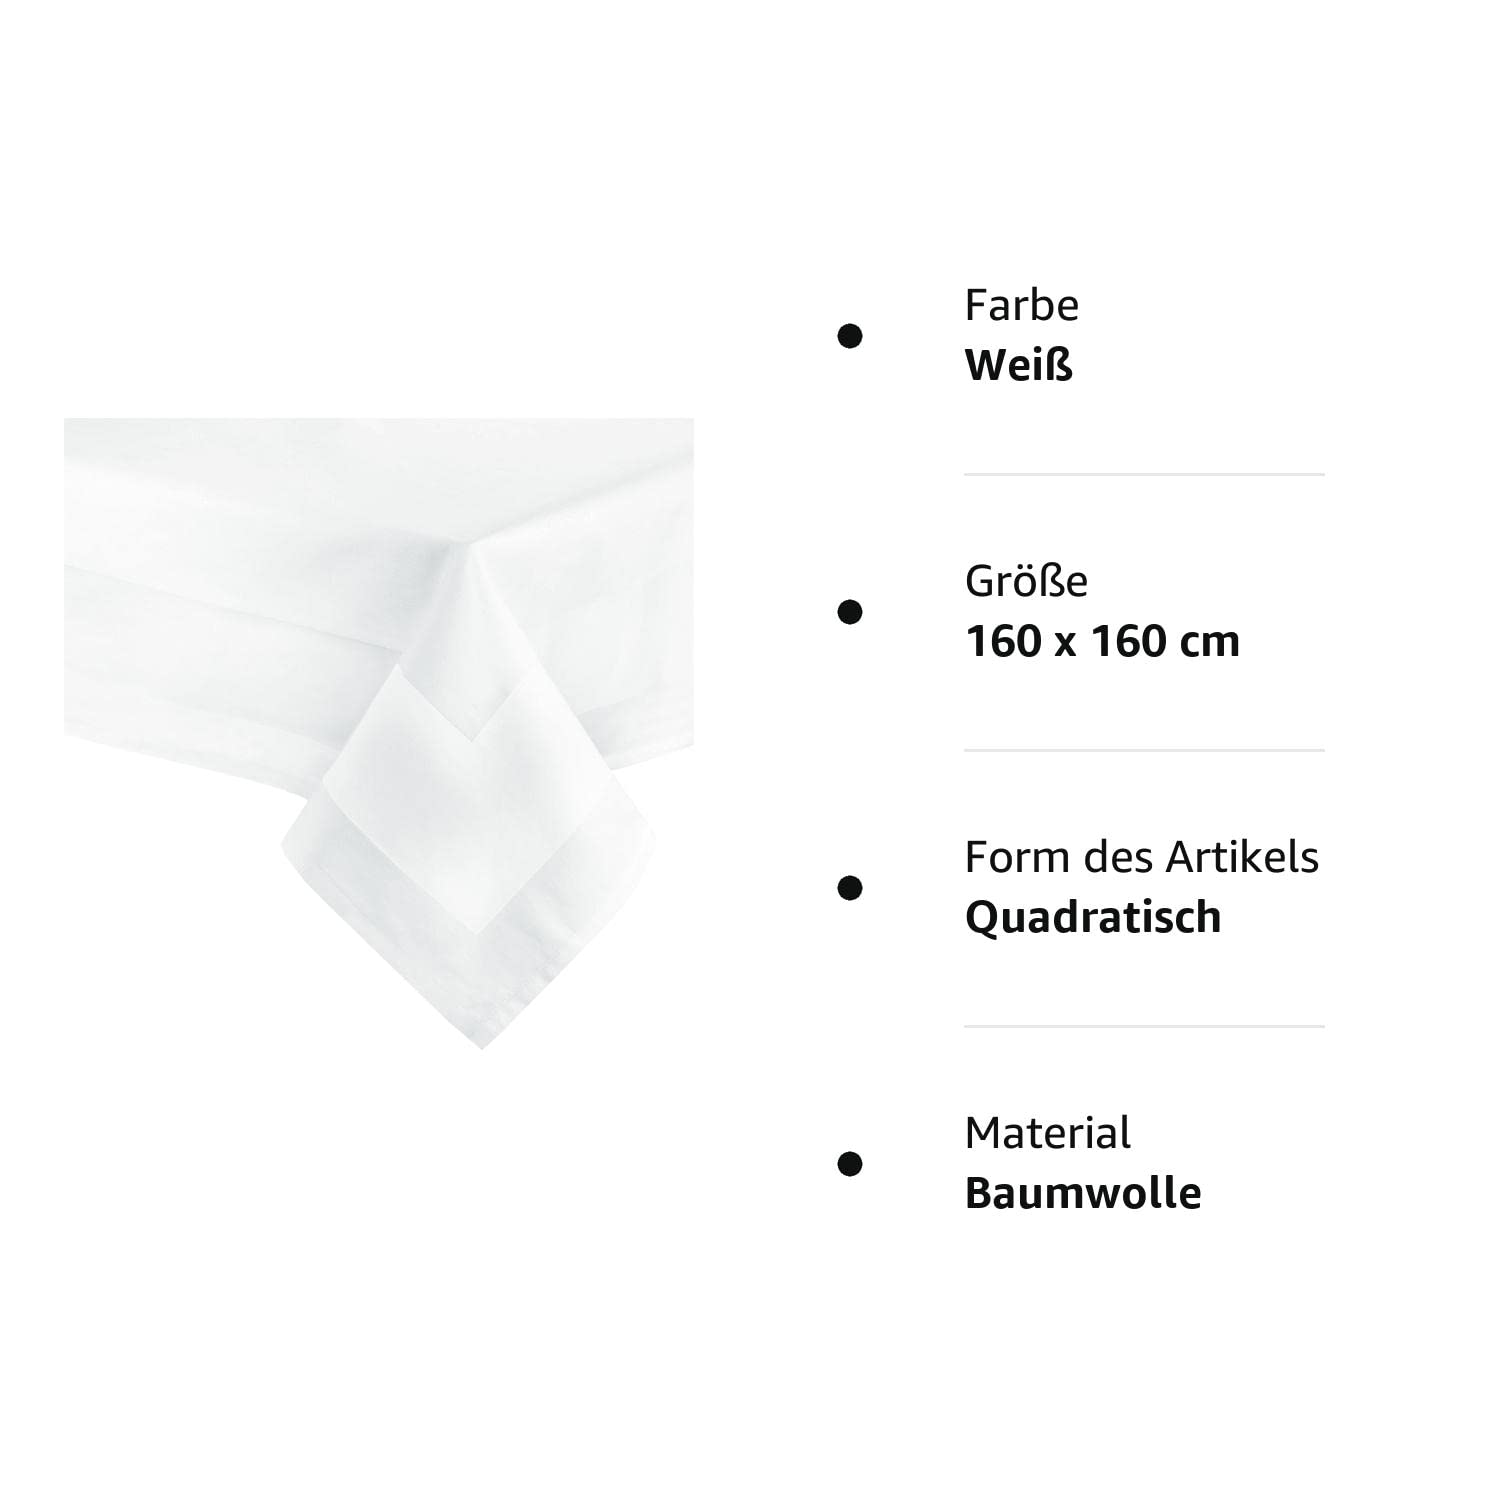 Farbe
Weiß
Größe
160 x 160 cm
Form des Artikels
Quadratisch
Material
Baumwolle